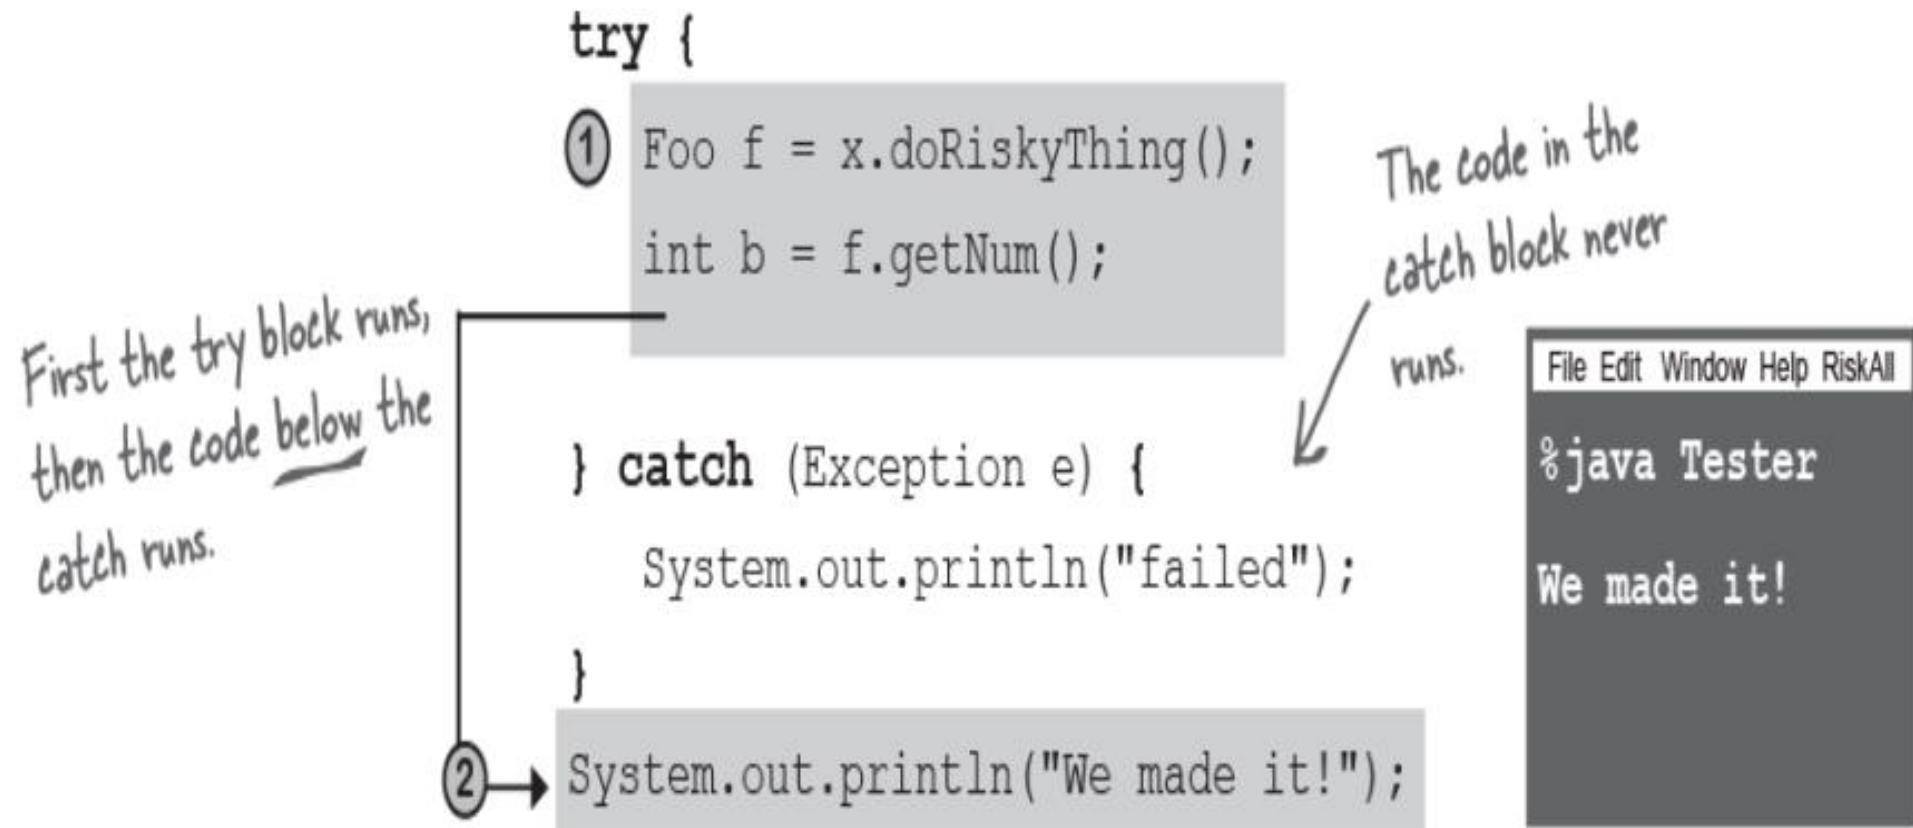 try {
1 Foo f = x.doRiskyThing();
int b = f.getNum();
} catch (Exception e) {
System.out.println("failed");
}
2 System.out.println("We made it!");
First the try block runs,
then the code below the
catch runs.
The code in the
catch block never
runs.
File Edit Window Help RiskAll
%java Tester
We made it!